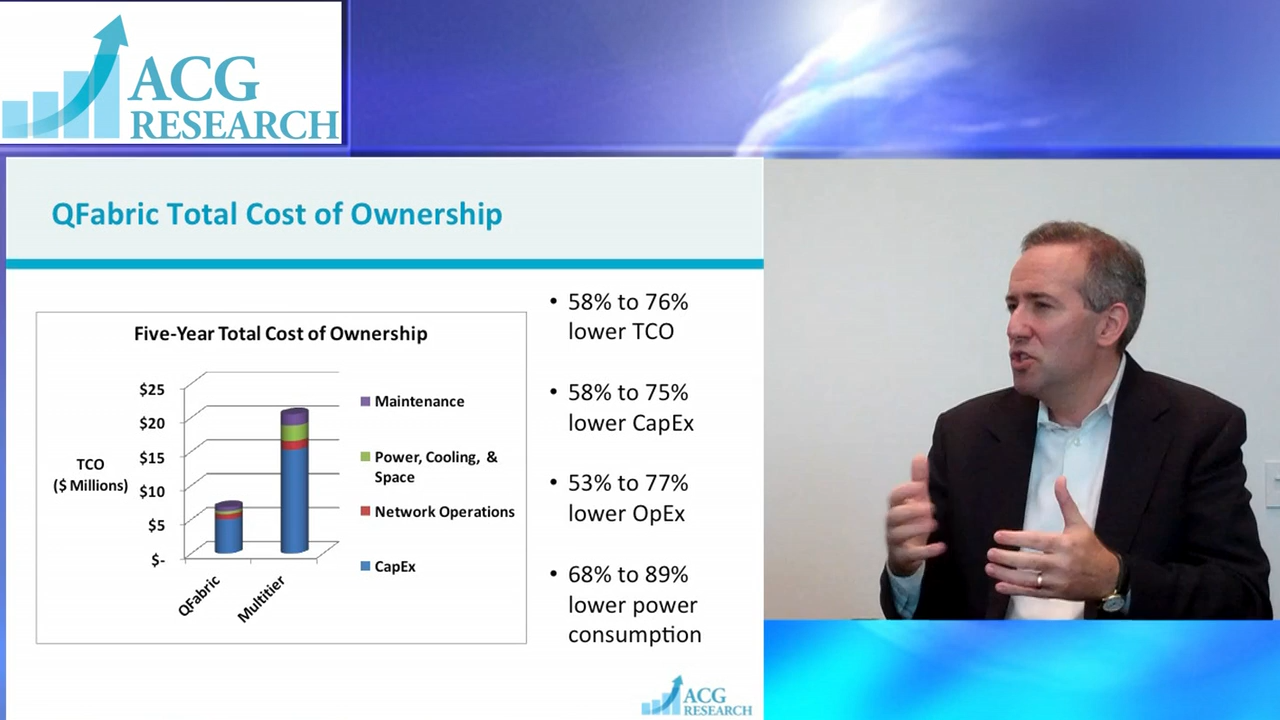 ACG
RESEARCH
QFabric Total Cost of Ownership
Five-Year Total Cost of Ownership
$25
$20
$15
$10
$5
$-
TCO
($ Millions)
QFabric
Multitier
Maintenance
Power, Cooling, &
Space
Network Operations
CapEx
• 58% to 76%
lower TCO
• 58% to 75%
lower CapEx
• 53% to 77%
lower OpEx
• 68% to 89%
lower power
consumption
ACG
RESEARCH